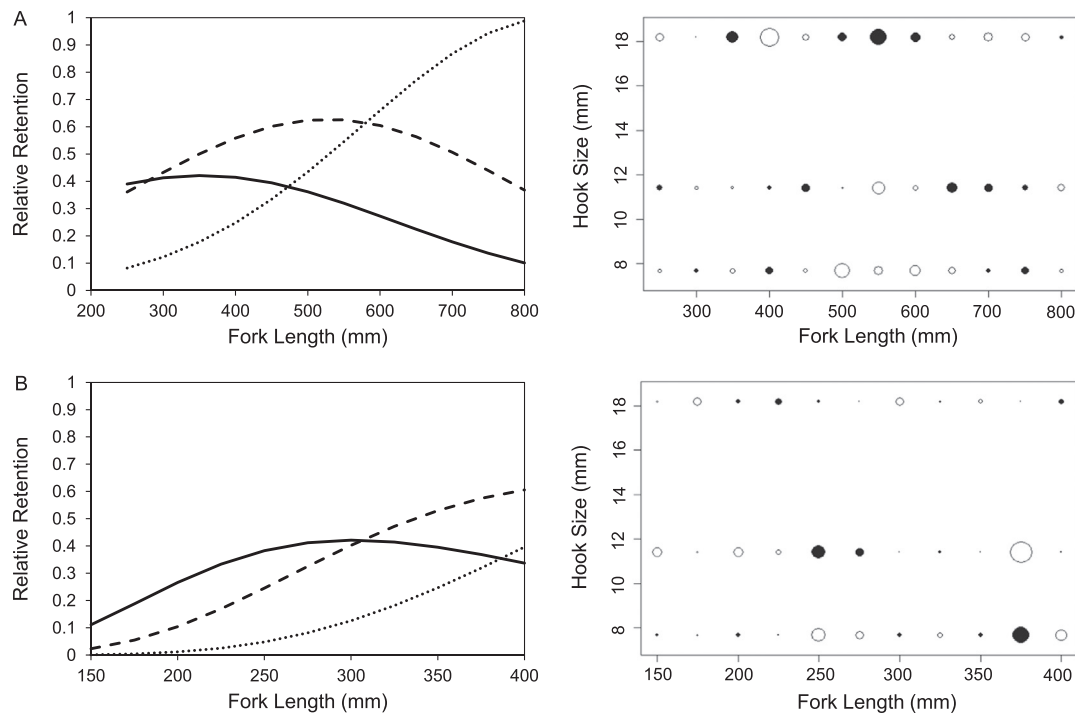 A
Relative Retention
1
0.9
0.8
0.7
0.6
0.5
0.4
0.3
0.2
0.1
0
200 300 400 500 600 700 800
Fork Length (mm)
Hook Size (mm)
18
16
14
12
10
8
300 400 500 600 700 800
Fork Length (mm)
B
Relative Retention
1
0.9
0.8
0.7
0.6
0.5
0.4
0.3
0.2
0.1
0
150 200 250 300 350 400
Fork Length (mm)
Hook Size (mm)
18
16
14
12
10
8
150 200 250 300 350 400
Fork Length (mm)